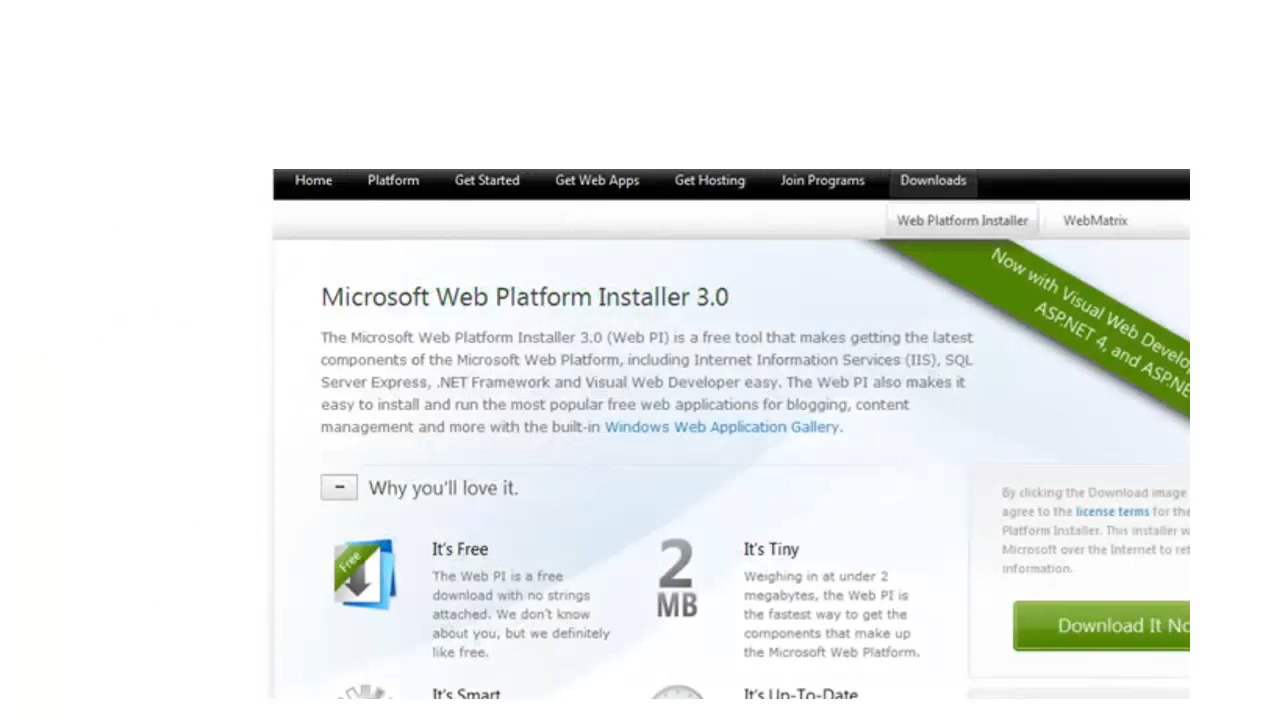 Home Platform Get Started Get Web Apps Get Hosting Join Programs Downloads
Web Platform Installer WebMatrix
Now with Visual Web
ASP.NET 4, and
Microsoft Web Platform Installer 3.0
The Microsoft Web Platform Installer 3.0 (Web PI) is a free tool that makes getting the latest
components of the Microsoft Web Platform, including Internet Information Services (IIS), SQL
Server Express, .NET Framework and Visual Web Developer easy. The Web PI also makes it
easy to install and run the most popular free web applications for blogging, content
management and more with the built-in Windows Web Application Gallery.
Why you'll love it.
Free
It's Free
The Web PI is a free
download with no strings
attached. We don't know
about you, but we definitely
like free.
2
MB
It's Tiny
Weighing in at under 2
megabytes, the Web PI is
the fastest way to get the
components that make up
the Microsoft Web Platform.
By clicking the Download image
agree to the license terms for the
Platform Installer. This installer
Microsoft over the Internet to
information.
Download It
It's Smart
It's Up-To-Date